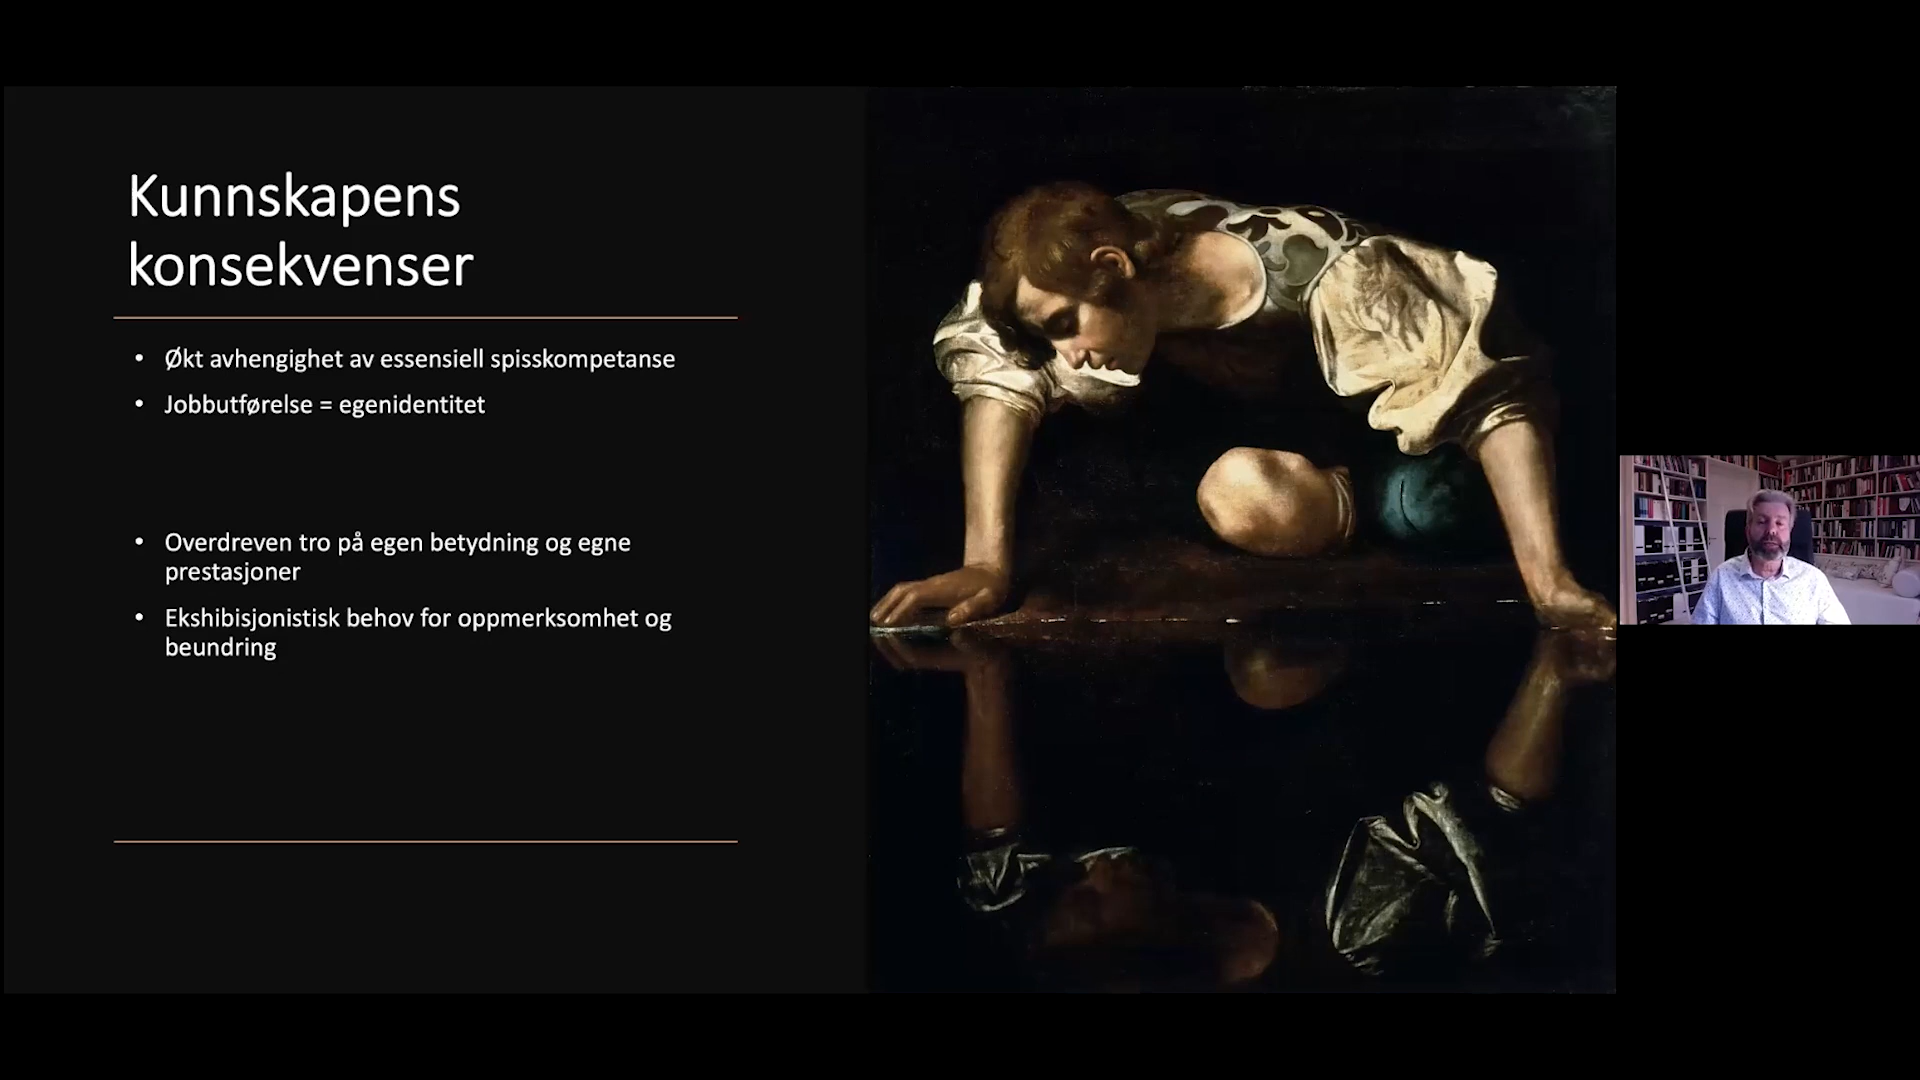 Kunnskapens
konsekvenser
• Økt avhengighet av essensiell spisskompetanse
• Jobbutførelse = egenidentitet
• Overdreven tro på egen betydning og egne
prestasjoner
• Ekshibisjonistisk behov for oppmerksomhet og
beundring